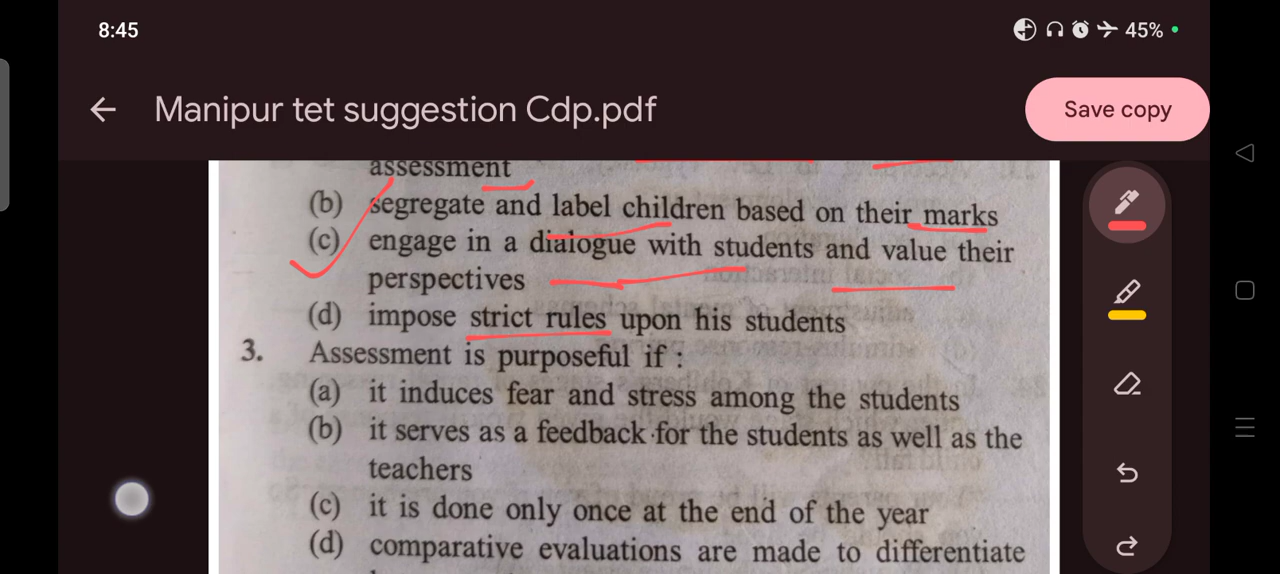 8:45
45%
Manipur tet suggestion Cdp.pdf
Save copy
assessment
(b) segregate and label children based on their marks
(c) engage in a dialogue with students and value their
perspectives
(d) impose strict rules upon his students
3. Assessment is purposeful if :
(a) it induces fear and stress among the students
(b) it serves as a feedback for the students as well as the
teachers
(c) it is done only once at the end of the year
(d) comparative evaluations are made to differentiate